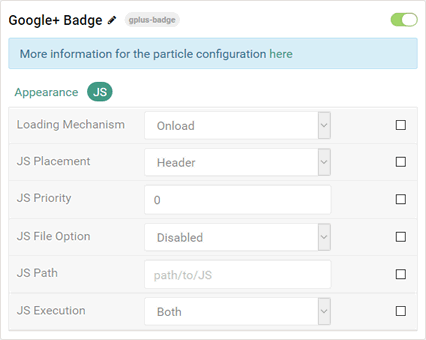 Google+ Badge gplus-badge
More information for the particle configuration here
Appearance JS
Loading Mechanism Onload
JS Placement Header
JS Priority 0
JS File Option Disabled
JS Path path/to/JS
JS Execution Both